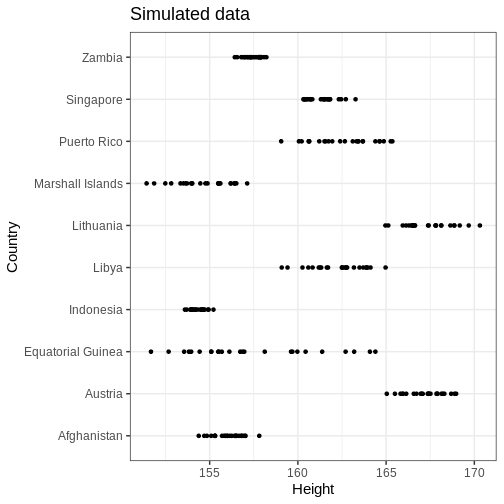 Simulated data
Country
Zambia
Singapore
Puerto Rico
Marshall Islands
Lithuania
Libya
Indonesia
Equatorial Guinea
Austria
Afghanistan
155 160 165 170
Height